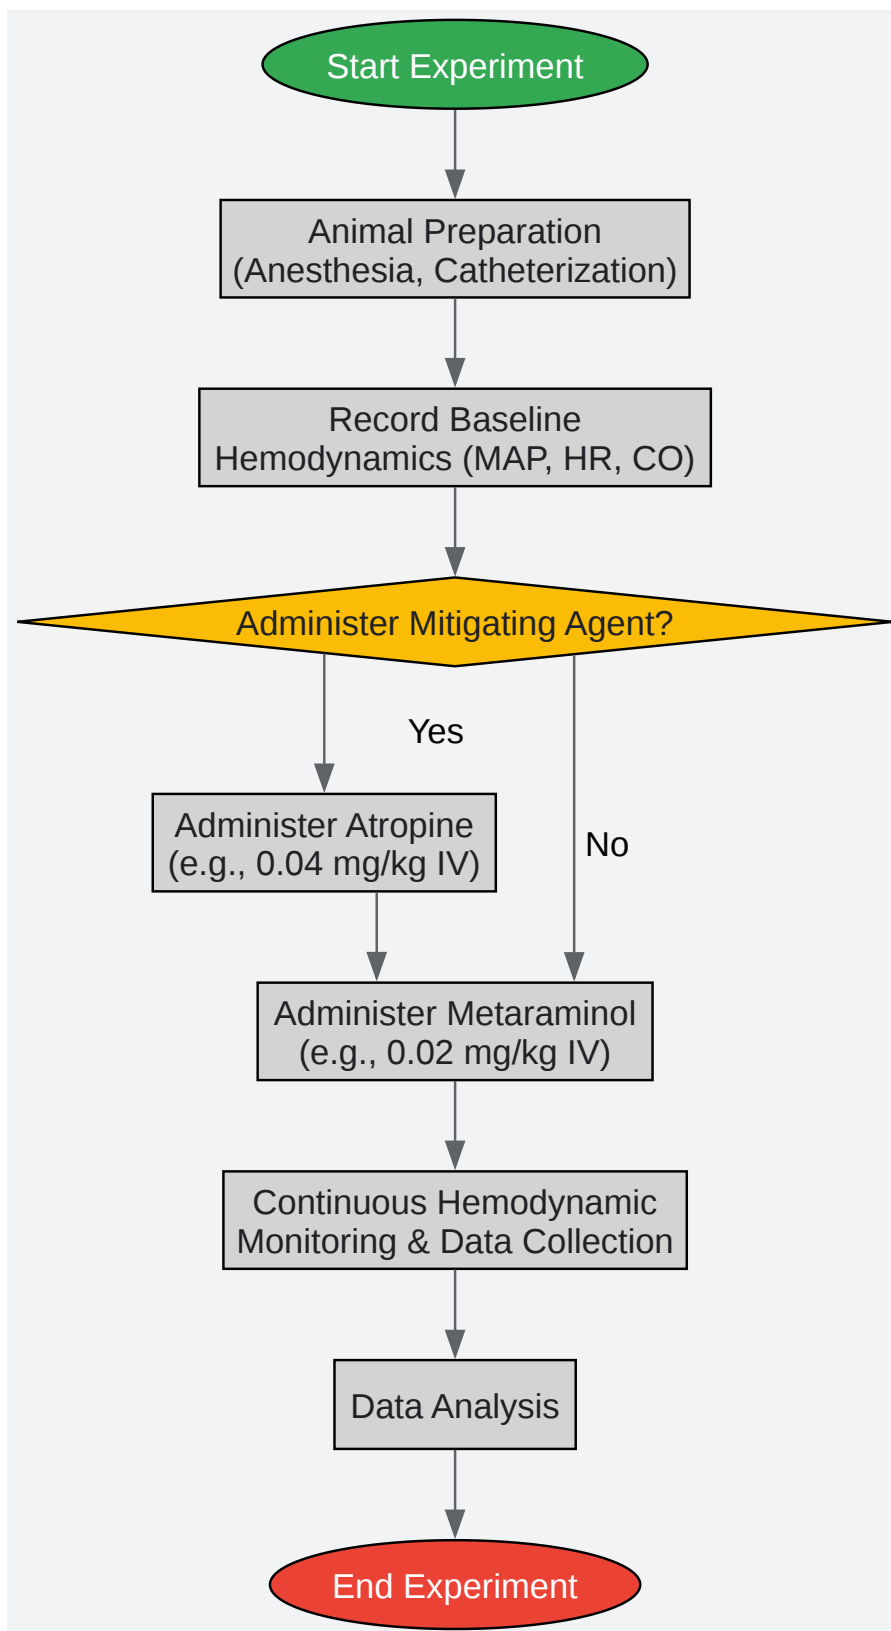 Start Experiment
Animal Preparation
(Anesthesia, Catheterization)
Record Baseline
Hemodynamics (MAP, HR, CO)
Administer Mitigating Agent?
Yes
Administer Atropine
(e.g., 0.04 mg/kg IV)
No
Administer Metaraminol
(e.g., 0.02 mg/kg IV)
Continuous Hemodynamic
Monitoring & Data Collection
Data Analysis
End Experiment